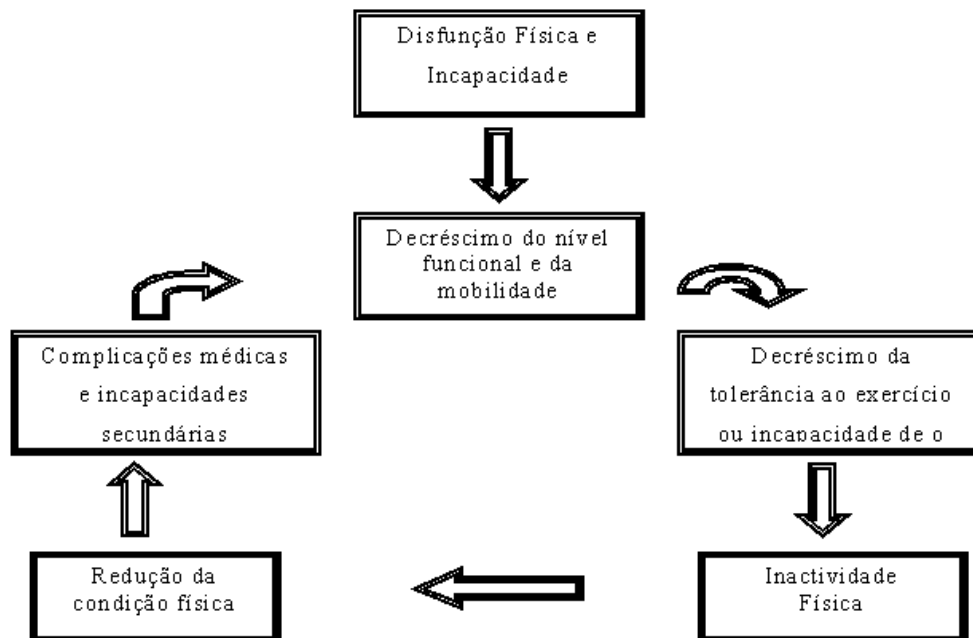 Disfunção Física e
Incapacidade
Decréscimo do nível
funcional e da
mobilidade
Complicações médicas
e incapacidades
secundárias
Decréscimo da
tolerância ao exercício
ou incapacidade de o
Redução da
condição física
Inactividade
Física